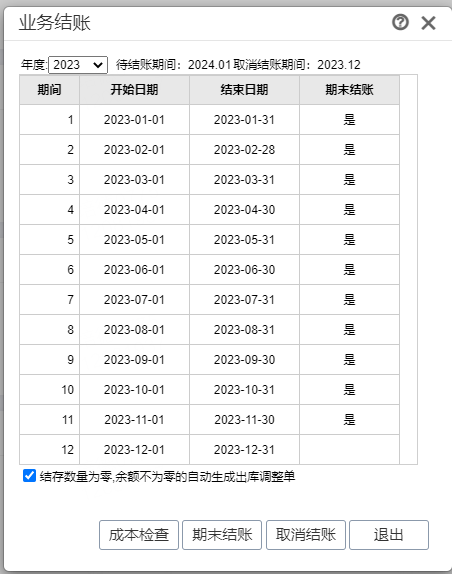 业务结账
年度: 2023 待结账期间：2024.01 取消结账期间：2023.12
期间 开始日期 结束日期 期末结账
1 2023-01-01 2023-01-31 是
2 2023-02-01 2023-02-28 是
3 2023-03-01 2023-03-31 是
4 2023-04-01 2023-04-30 是
5 2023-05-01 2023-05-31 是
6 2023-06-01 2023-06-30 是
7 2023-07-01 2023-07-31 是
8 2023-08-01 2023-08-31 是
9 2023-09-01 2023-09-30 是
10 2023-10-01 2023-10-31 是
11 2023-11-01 2023-11-30 是
12 2023-12-01 2023-12-31
结存数量为零,余额不为零的自动生成出库调整单
成本检查 期末结账 取消结账 退出